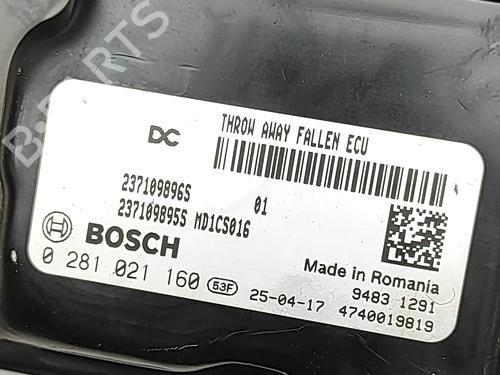 B-PARTS
DC THROW AWAY FALLEN ECU
237109896S 01
237109895S MD1CS016
BOSCH
0 281 021 160 53F
Made in Romania
9483 1291
25-04-17 4740019819